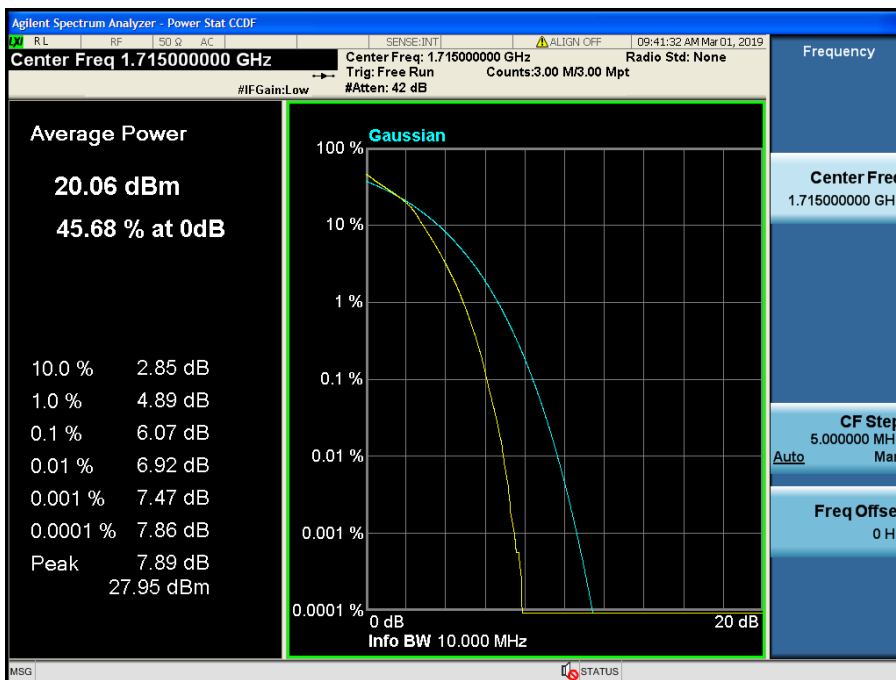 Agilent Spectrum Analyzer - Power Stat CCDF
LXI RL RF 50 Ω AC SENSE:INT ALIGN OFF 09:41:32 AM Mar 01, 2019
Center Freq 1.715000000 GHz
Center Freq: 1.715000000 GHz Radio Std: None
Trig: Free Run Counts:3.00 M/3.00 Mpt
#IFGain:Low #Atten: 42 dB
Average Power
20.06 dBm
45.68 % at 0dB
10.0 % 2.85 dB
1.0 % 4.89 dB
0.1 % 6.07 dB
0.01 % 6.92 dB
0.001 % 7.47 dB
0.0001 % 7.86 dB
Peak 7.89 dB
27.95 dBm
Gaussian
100 %
10 %
1 %
0.1 %
0.01 %
0.001 %
0.0001 %
0 dB 20 dB
Info BW 10.000 MHz
Frequency
Center Freq
1.715000000 GH
CF Step
5.000000 MH
Auto Ma
Freq Offse
0 H
MSG STATUS